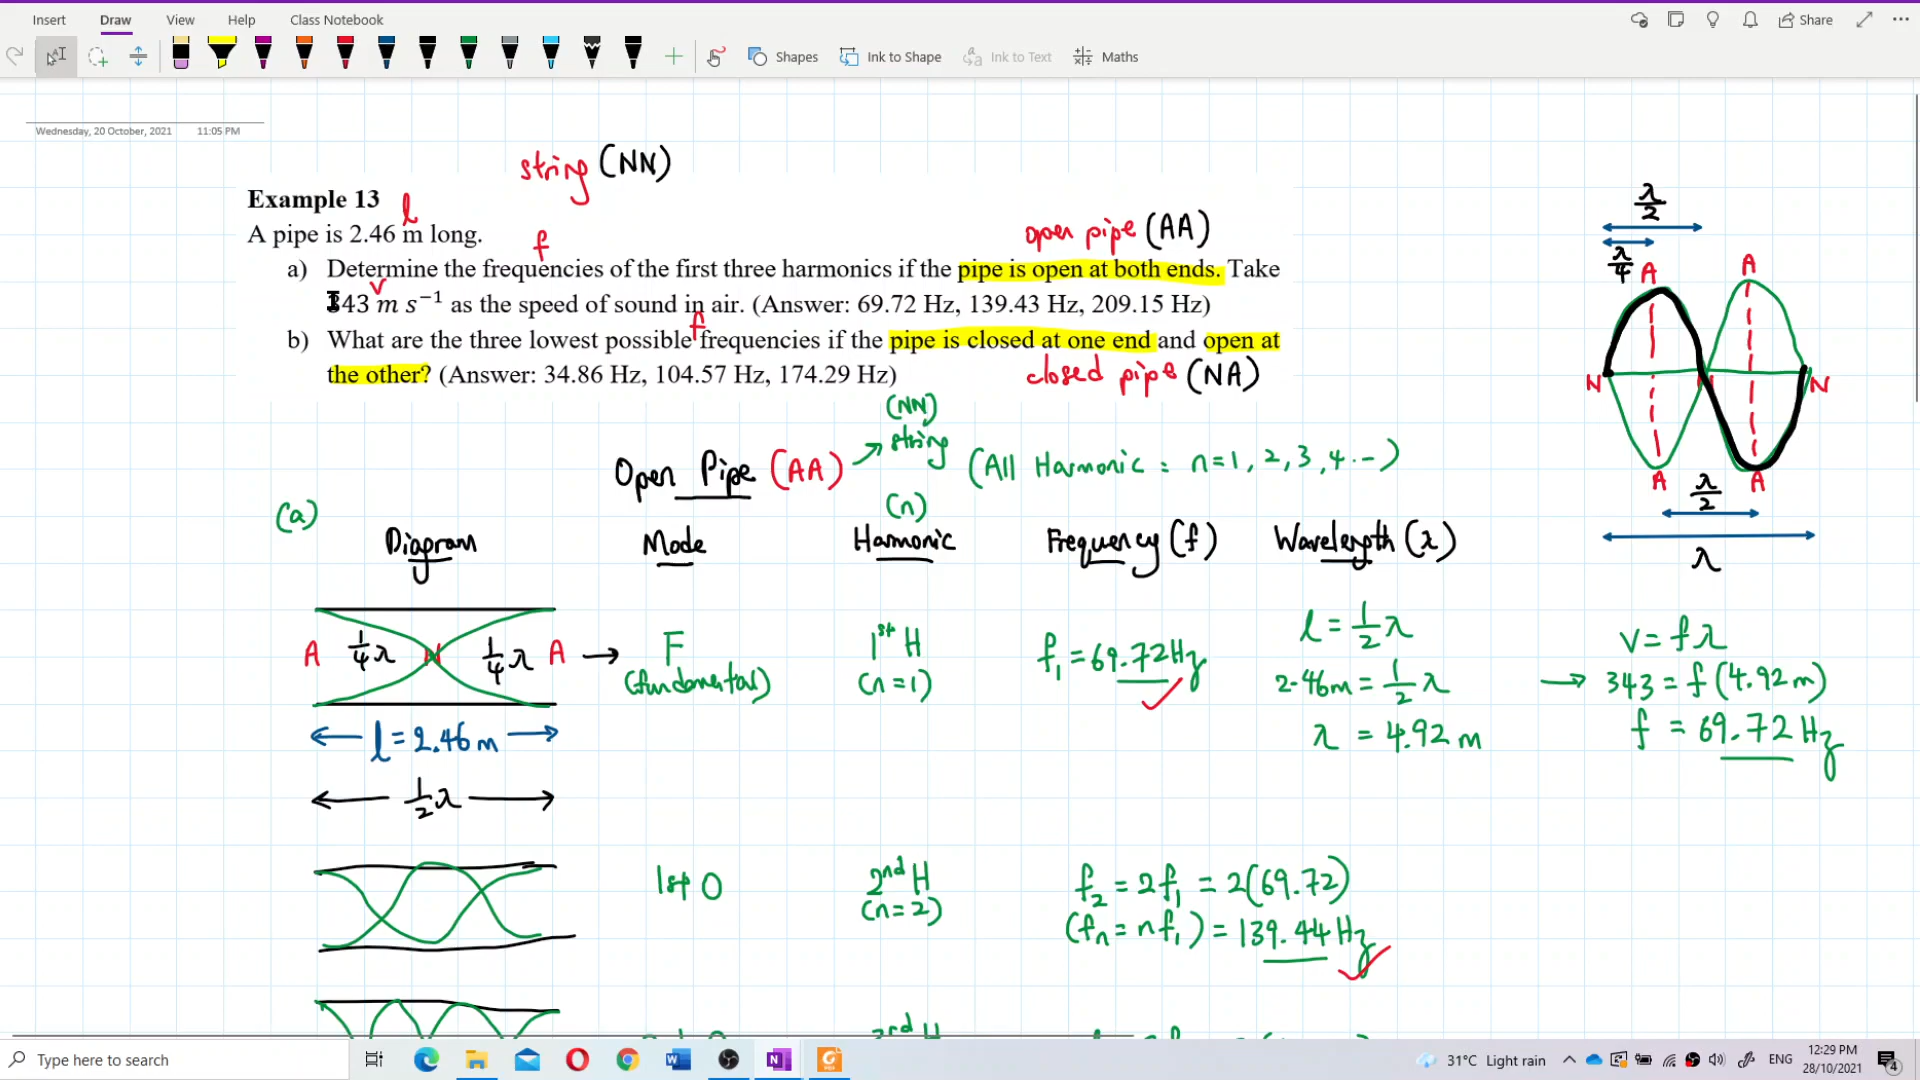 Insert Draw View Help Class Notebook
Share
Shapes Ink to Shape Ink to Text Maths
Wednesday, 20 October, 2021 11:05 PM
string (NN)
Example 13
l
A pipe is 2.46 m long.
f
open pipe (AA)
a) Determine the frequencies of the first three harmonics if the pipe is open at both ends. Take
v
343 m s⁻¹ as the speed of sound in air. (Answer: 69.72 Hz, 139.43 Hz, 209.15 Hz)
f
b) What are the three lowest possible frequencies if the pipe is closed at one end and open at
the other? (Answer: 34.86 Hz, 104.57 Hz, 174.29 Hz)
closed pipe (NA)
λ/2
λ/4
A A
N N N
A A
λ/2
λ
(NN)
string
Open Pipe (AA) → (All Harmonic : n=1, 2, 3, 4 ..)
(a)
(n)
Diagram Mode Harmonic Frequency (f) Wavelength (λ)
A 1/4 λ N 1/4 λ A → F 1st H f₁ = 69.72 Hz l = 1/2 λ v = fλ
(fundamental) (n=1) 2.46m = 1/2 λ → 343 = f (4.92 m)
← l = 2.46 m → λ = 4.92 m f = 69.72 Hz
← 1/2 λ →
1st O 2nd H f₂ = 2f₁ = 2(69.72)
(n=2) (fn = nf₁) = 139.44 Hz
Type here to search
31°C Light rain
ENG
12:29 PM
28/10/2021
4